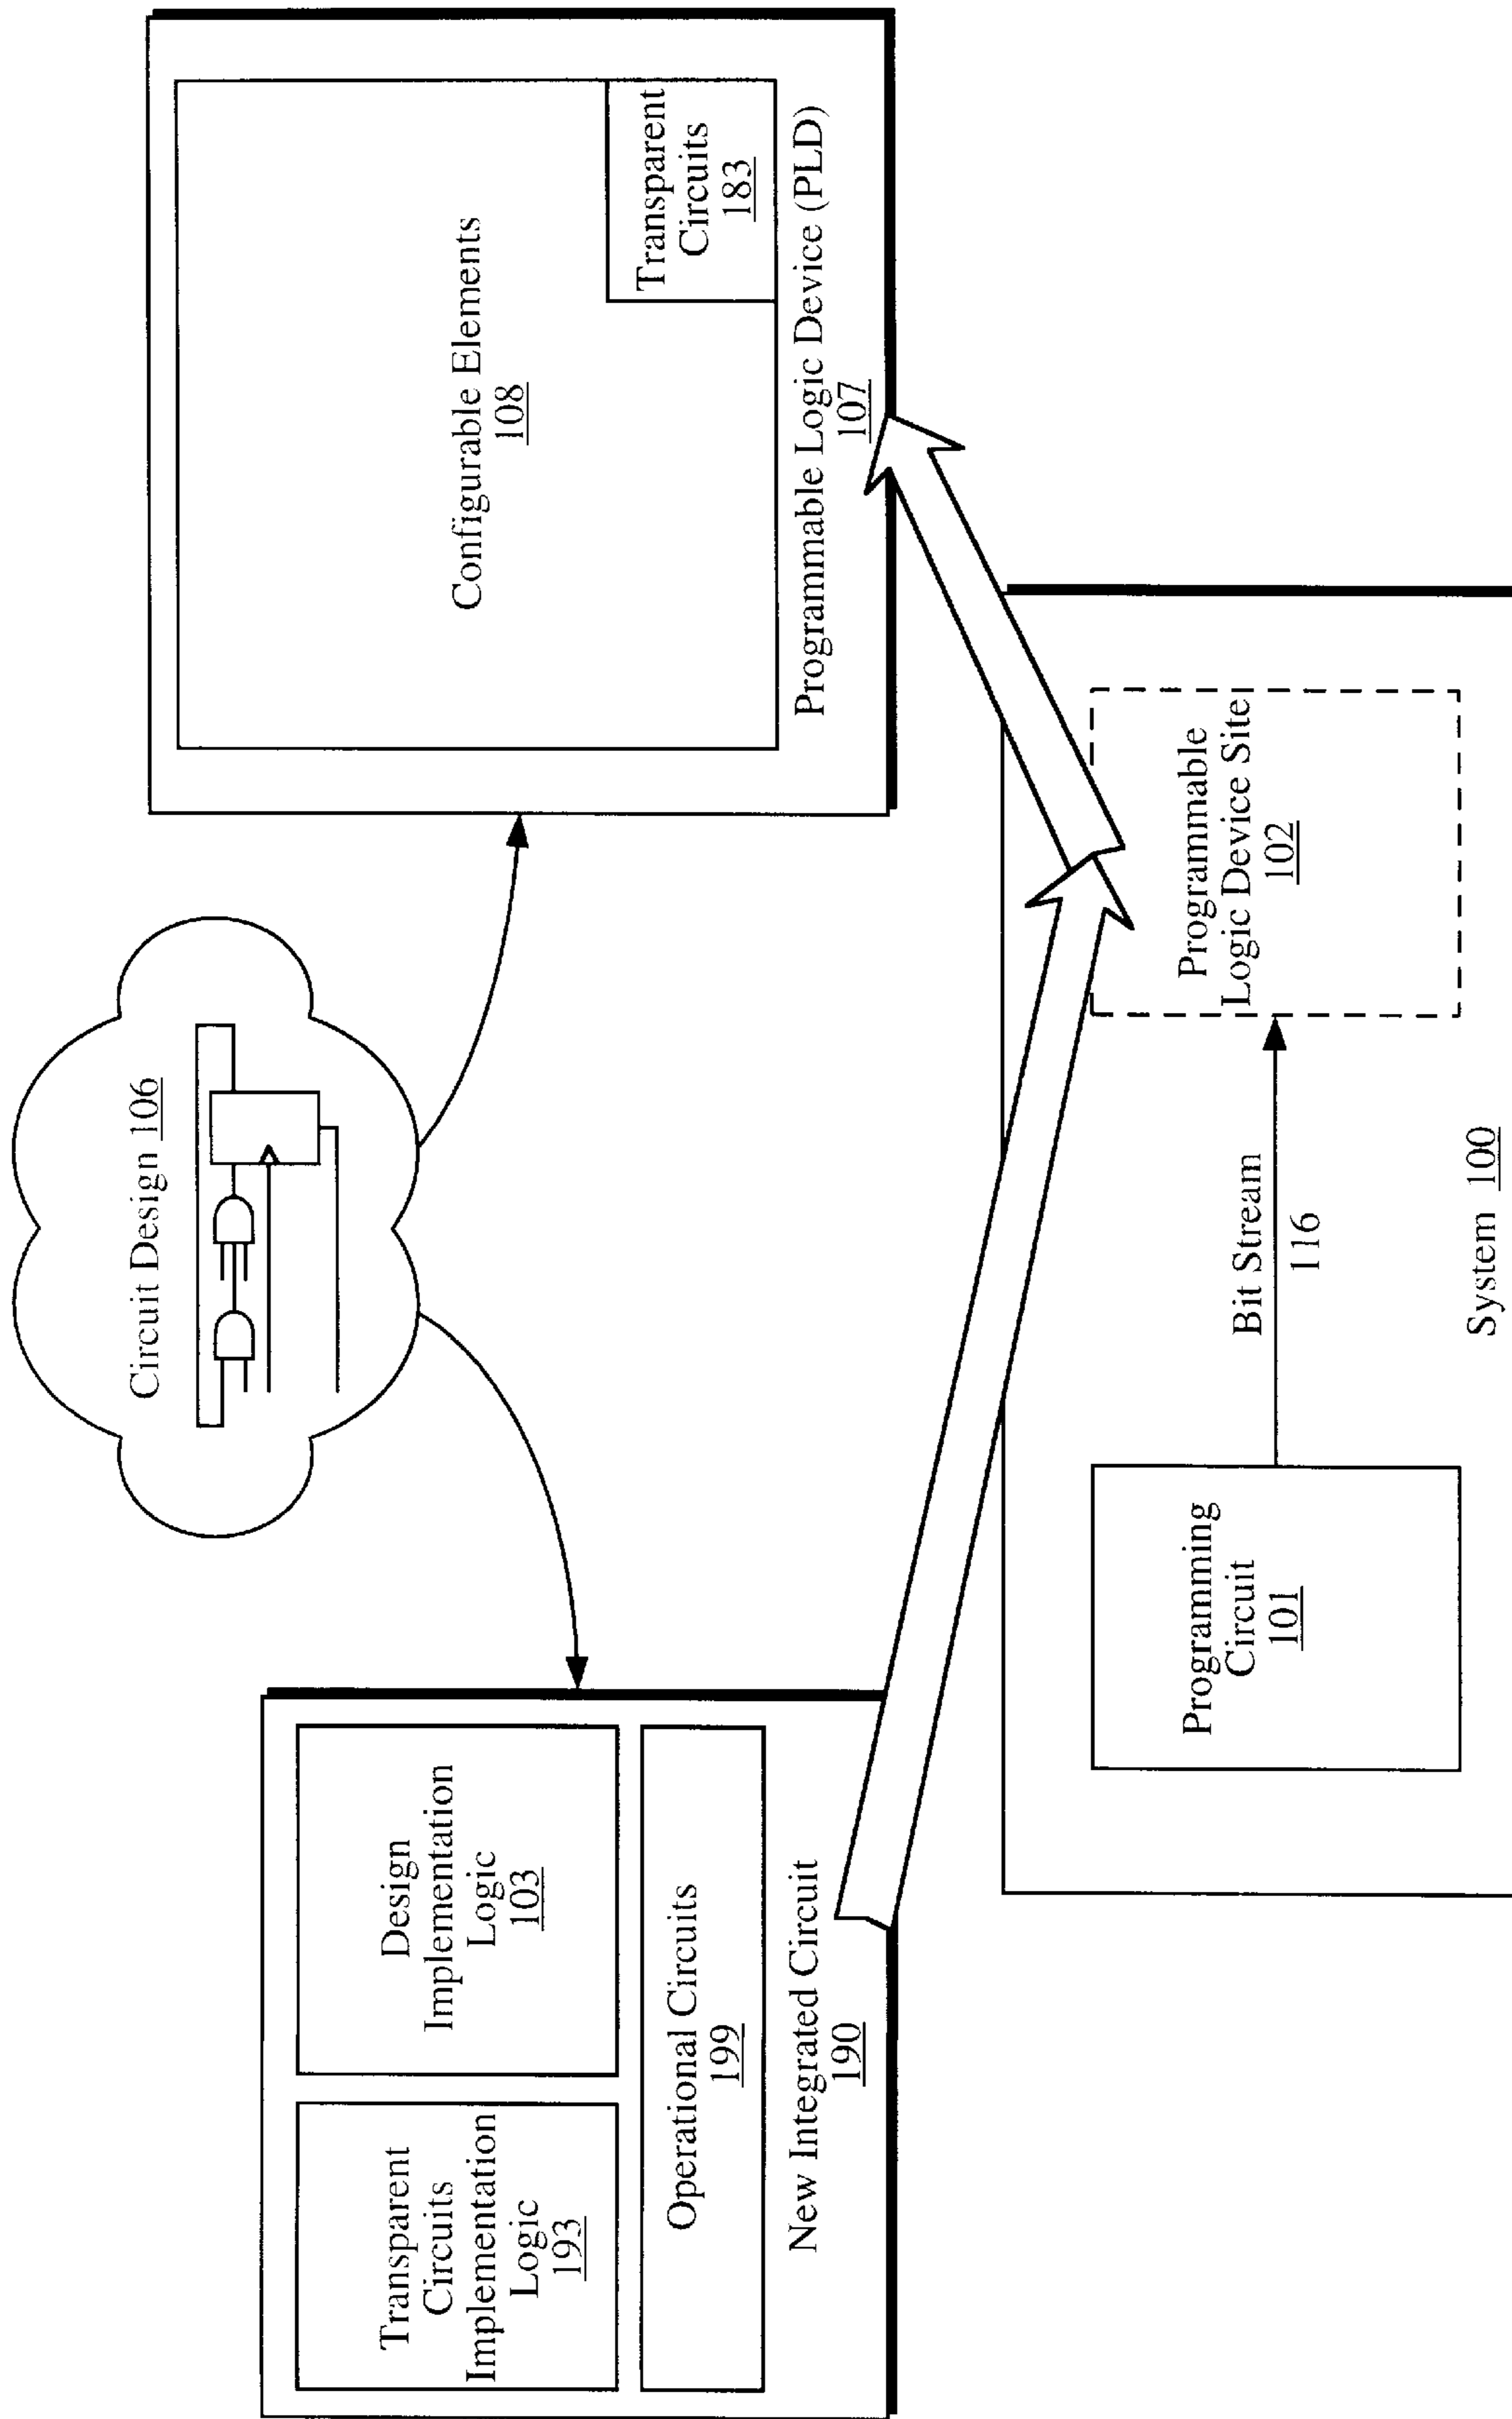 Circuit Design 106
Transparent
Circuits
Implementation
Logic
193
Design
Implementation
Logic
103
Operational Circuits
199
New Integrated Circuit
190
Configurable Elements
108
Transparent
Circuits
183
Programmable Logic Device (PLD)
107
Programming
Circuit
101
Bit Stream
116
Programmable
Logic Device Site
102
System 100